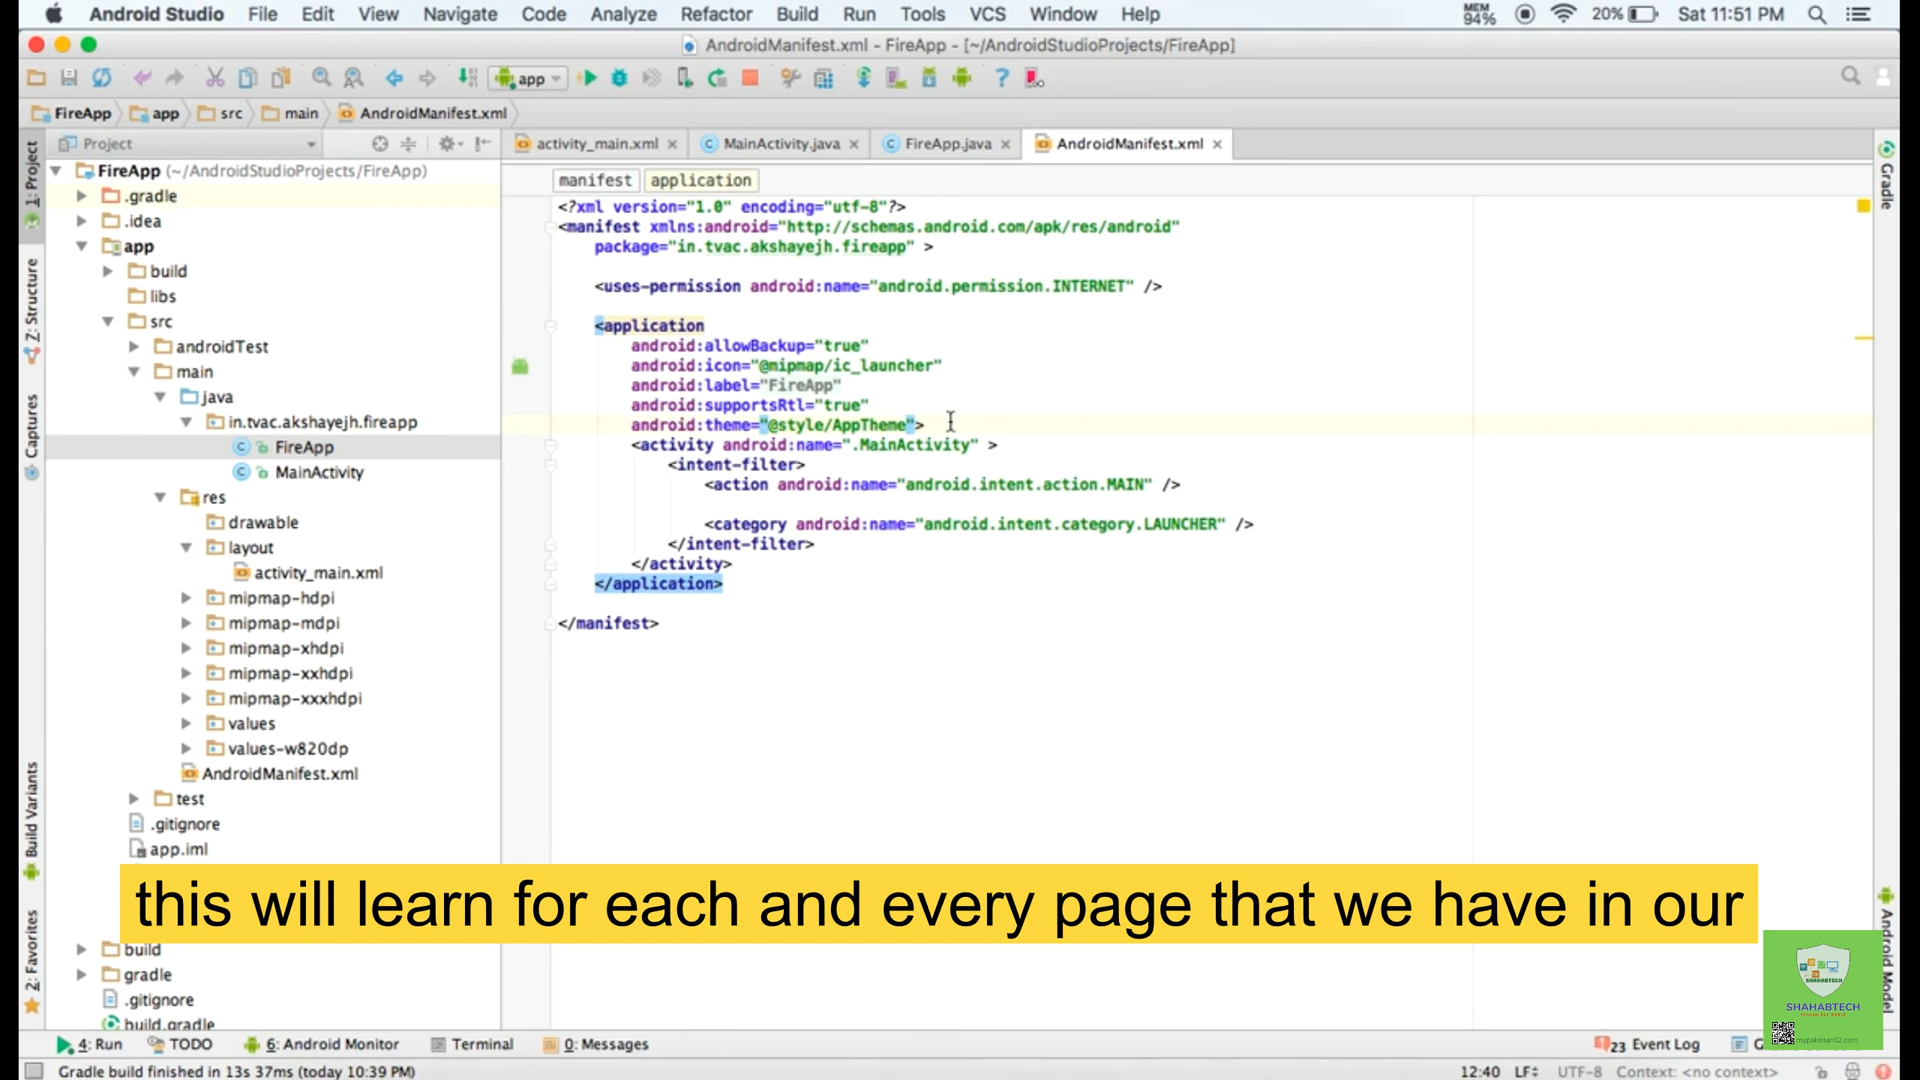 Android Studio File Edit View Navigate Code Analyze Refactor Build Run Tools VCS Window Help MEM 94% 20% Sat 11:51 PM
AndroidManifest.xml - FireApp - [~/AndroidStudioProjects/FireApp]
app
FireApp app src main AndroidManifest.xml
Project
activity_main.xml MainActivity.java FireApp.java AndroidManifest.xml
1: Project
Z: Structure
Captures
Build Variants
2: Favorites
FireApp (~/AndroidStudioProjects/FireApp)
.gradle
.idea
app
build
libs
src
androidTest
main
java
in.tvac.akshayejh.fireapp
FireApp
MainActivity
res
drawable
layout
activity_main.xml
mipmap-hdpi
mipmap-mdpi
mipmap-xhdpi
mipmap-xxhdpi
mipmap-xxxhdpi
values
values-w820dp
AndroidManifest.xml
test
.gitignore
app.iml
build
gradle
.gitignore
build.gradle
manifest application
<?xml version="1.0" encoding="utf-8"?>
<manifest xmlns:android="http://schemas.android.com/apk/res/android"
package="in.tvac.akshayejh.fireapp" >
<uses-permission android:name="android.permission.INTERNET" />
<application
android:allowBackup="true"
android:icon="@mipmap/ic_launcher"
android:label="FireApp"
android:supportsRtl="true"
android:theme="@style/AppTheme">
<activity android:name=".MainActivity" >
<intent-filter>
<action android:name="android.intent.action.MAIN" />
<category android:name="android.intent.category.LAUNCHER" />
</intent-filter>
</activity>
</application>
</manifest>
Gradle
Android Model
this will learn for each and every page that we have in our
SHAHABTECH
mypakistan92.com
4: Run TODO 6: Android Monitor Terminal 0: Messages 23 Event Log
Gradle build finished in 13s 37ms (today 10:39 PM) 12:40 LF UTF-8 Context: <no context>